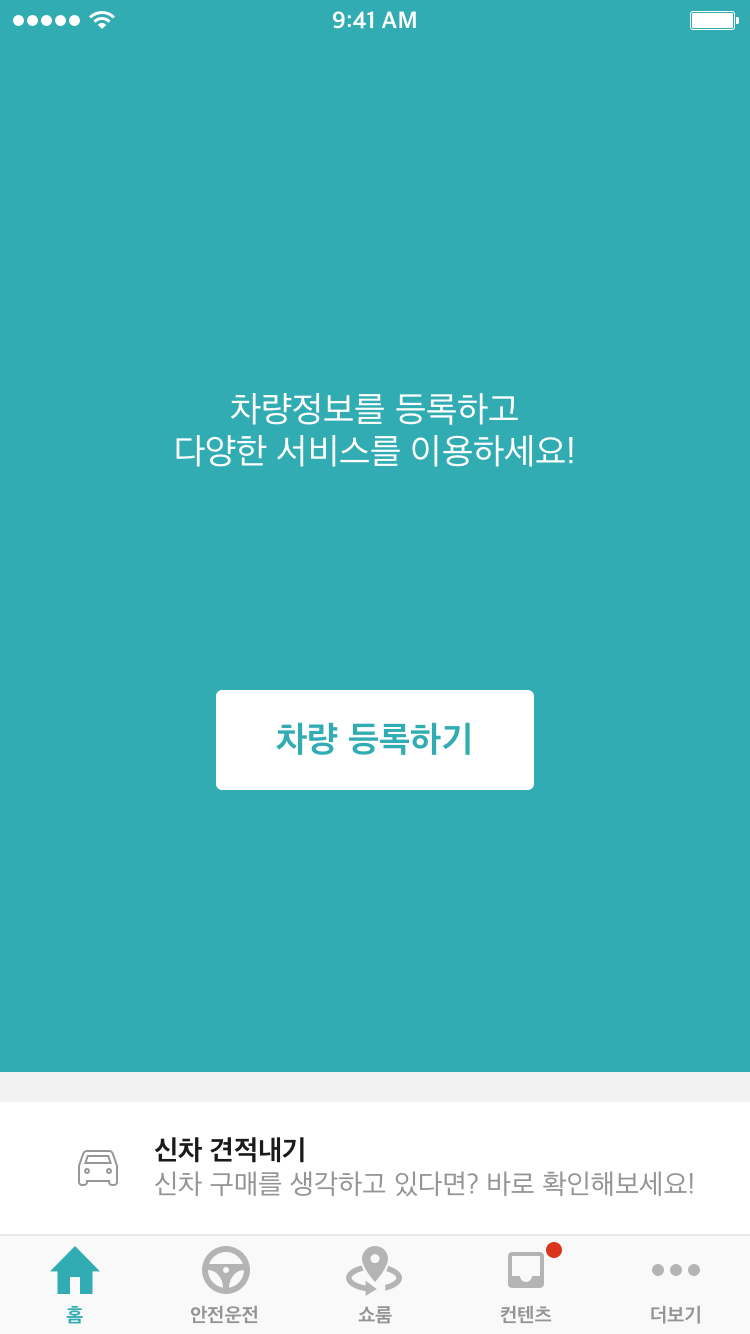 9:41 AM
차량정보를 등록하고
다양한 서비스를 이용하세요!
차량 등록하기
신차 견적내기
신차 구매를 생각하고 있다면? 바로 확인해보세요!
홈
안전운전
쇼룸
컨텐츠
더보기